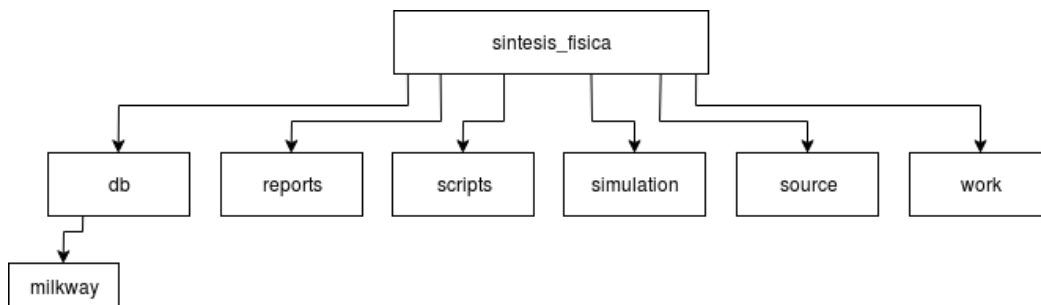 sintesis_fisica
db
reports
scripts
simulation
source
work
milkway